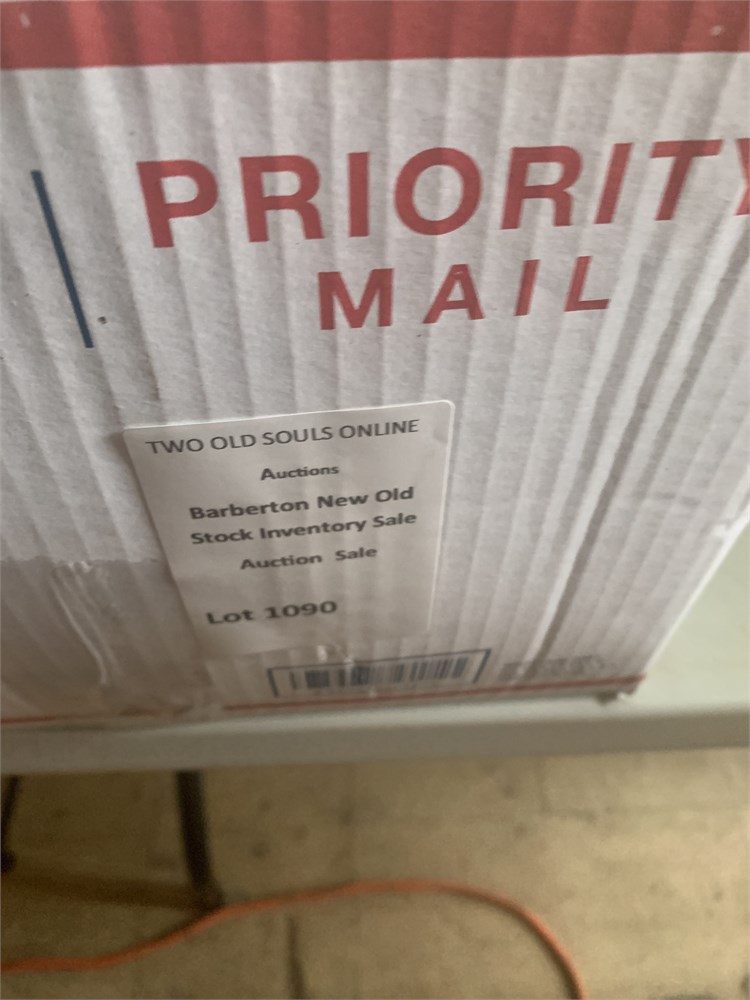 PRIORITY
MAIL
TWO OLD SOULS ONLINE
Auctions
Barberton New Old
Stock Inventory Sale
Auction Sale
Lot 1090